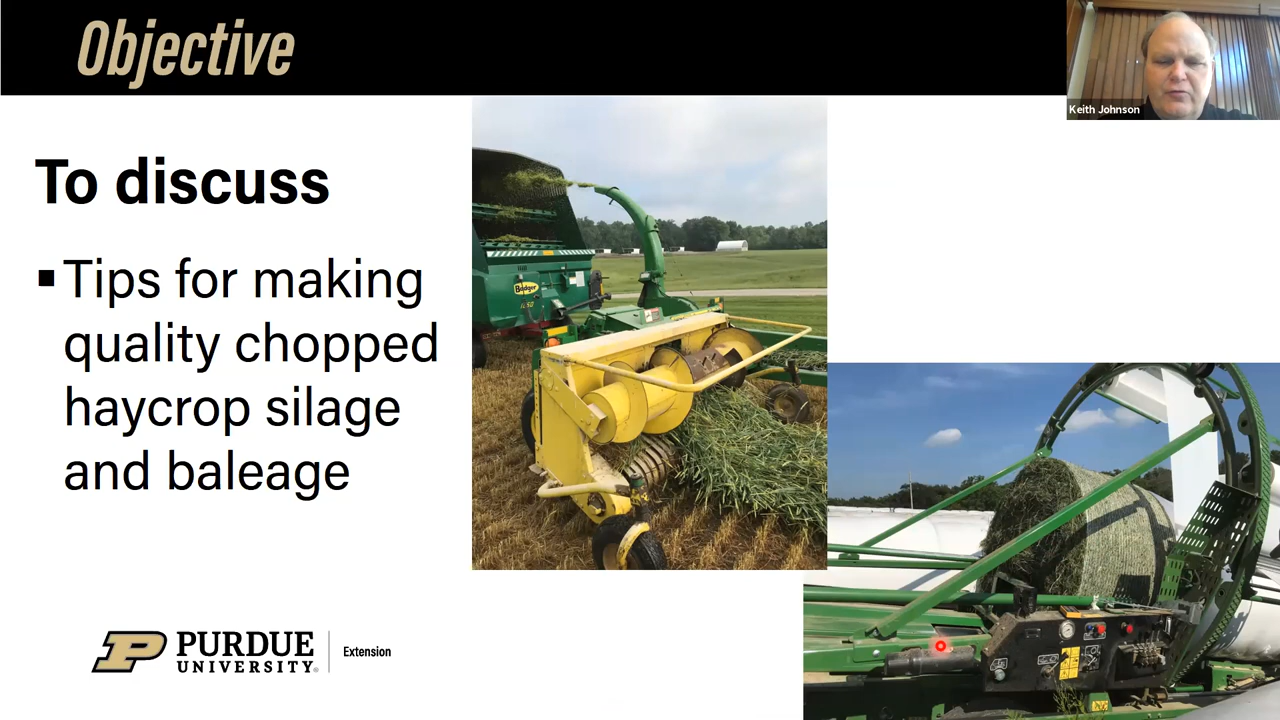 Objective
Keith Johnson
To discuss
▪ Tips for making
quality chopped
haycrop silage
and baleage
Badger
PURDUE
UNIVERSITY®
Extension